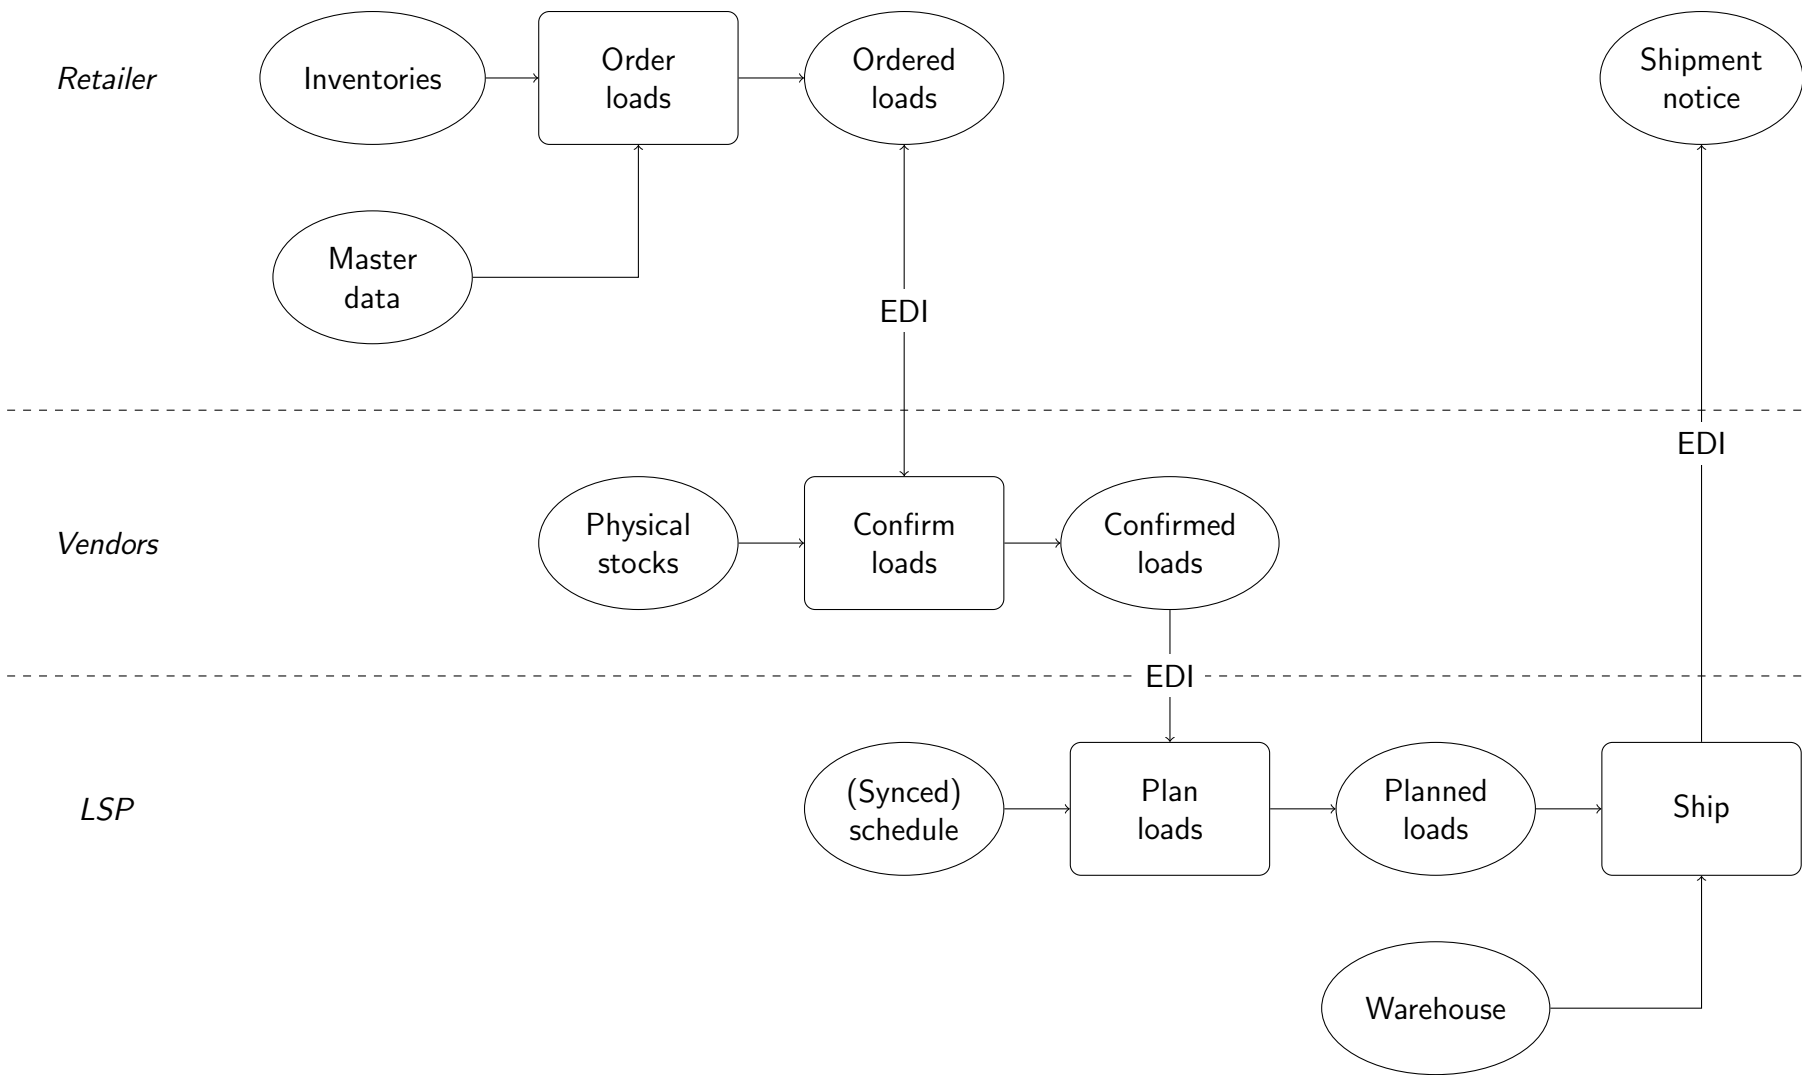 Retailer
Inventories
Order
loads
Ordered
loads
Shipment
notice
Master
data
EDI
EDI
Vendors
Physical
stocks
Confirm
loads
Confirmed
loads
EDI
LSP
(Synced)
schedule
Plan
loads
Planned
loads
Ship
Warehouse